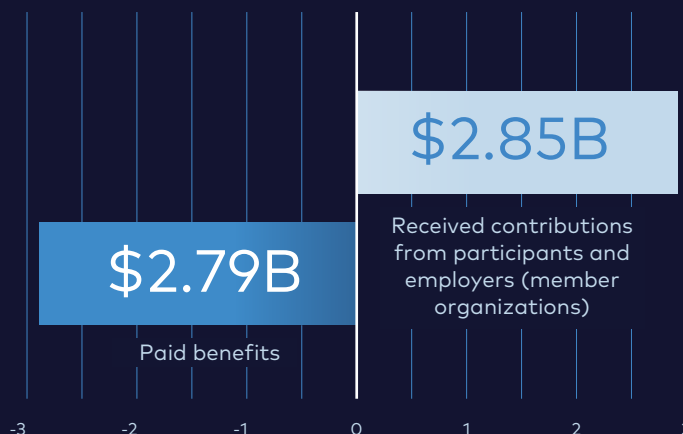 $2.85B
Received contributions
from participants and
employers (member
organizations)
$2.79B
Paid benefits
-3
-2
-1
0
1
2